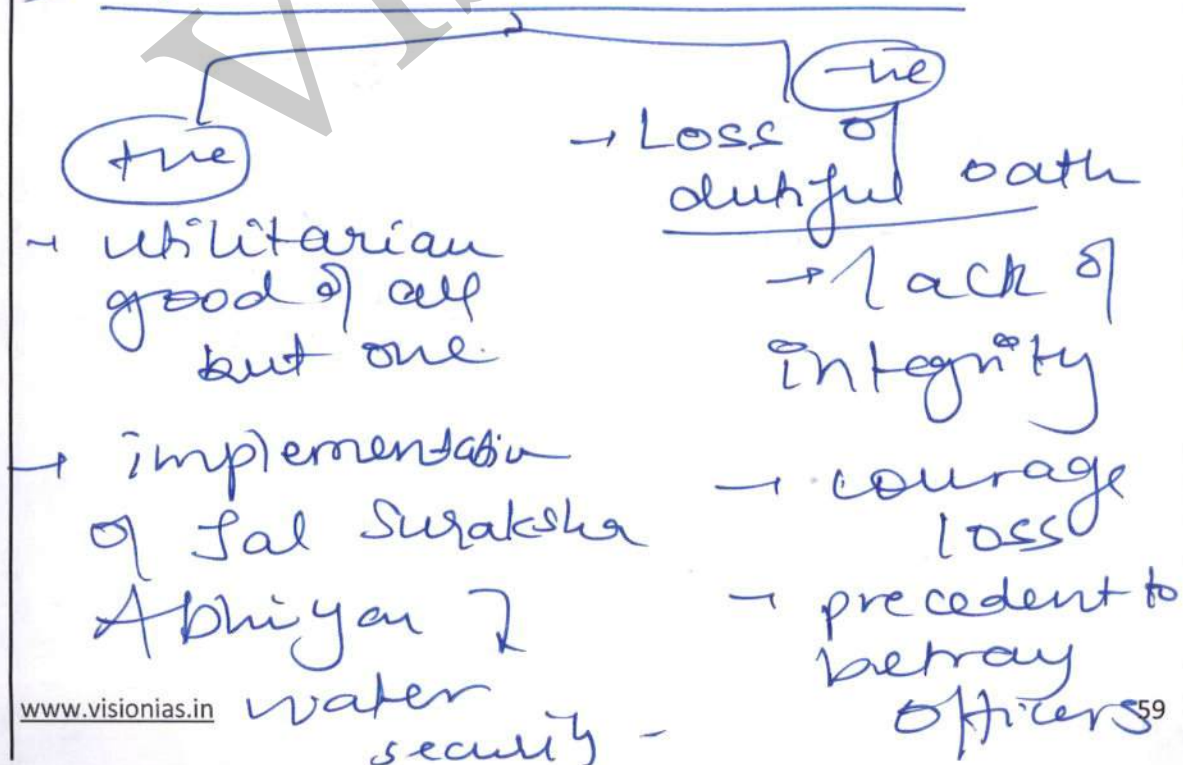 +ve
→ utilitarian
good of all
but one.
→ implementation
of Jal Suraksha
Abhiyan &
water
security -
-ve
→ Loss of
dutiful oath
→ lack of
integrity
→ courage
loss
→ precedent to
betray
officers
www.visionias.in
59